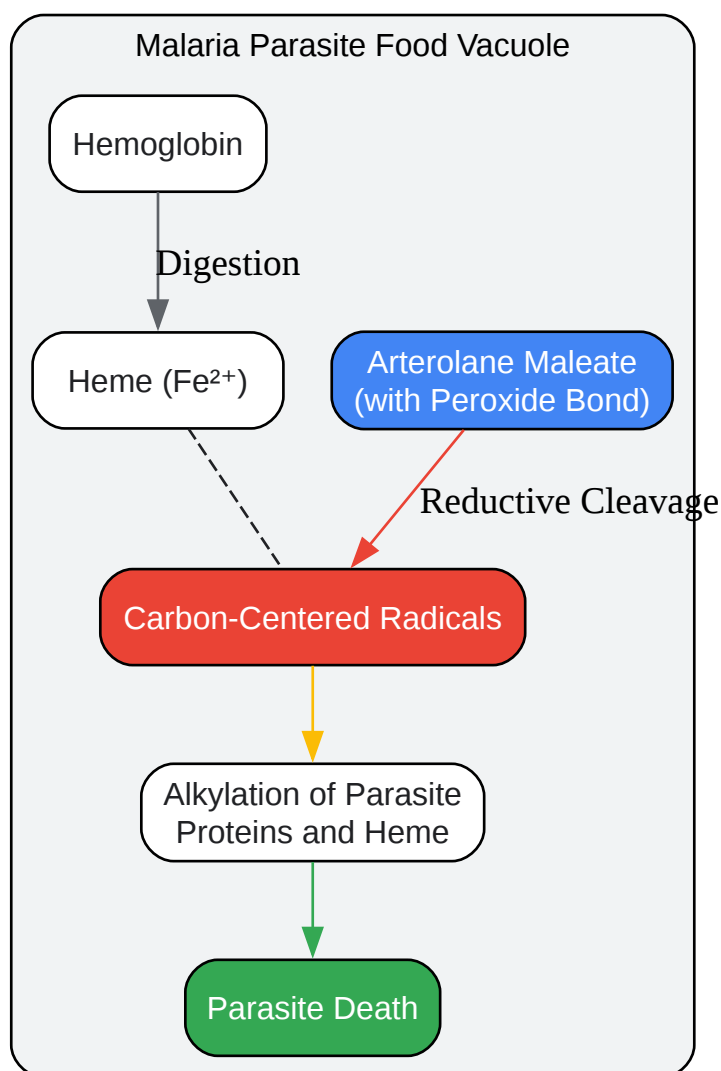 Malaria Parasite Food Vacuole
Hemoglobin
Digestion
Heme (Fe²⁺)
Arterolane Maleate
(with Peroxide Bond)
Reductive Cleavage
Carbon-Centered Radicals
Alkylation of Parasite
Proteins and Heme
Parasite Death